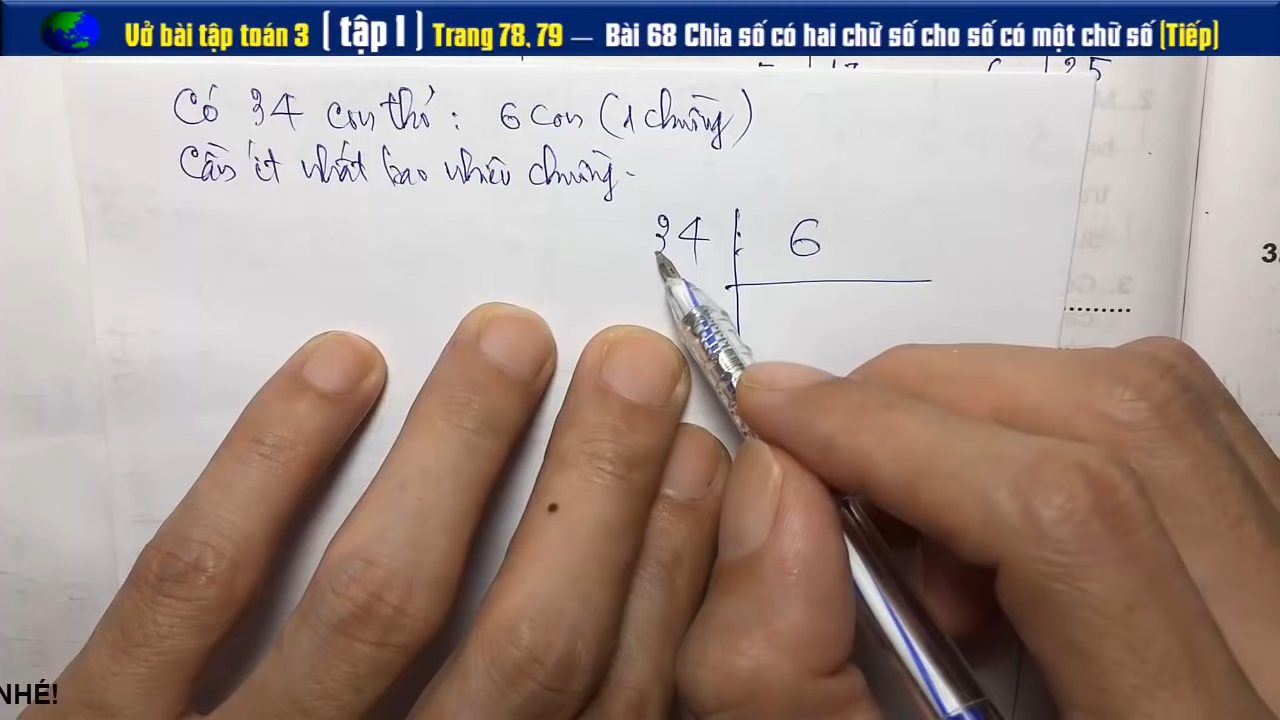 Vở bài tập toán 3 [ tập 1 ] Trang 78, 79 — Bài 68 Chia số có hai chữ số cho số có một chữ số (Tiếp)
Có 34 con thỏ: 6 con (1 chuồng)
Cần ít nhất bao nhiêu chuồng.
34 : 6
3.
NHÉ!